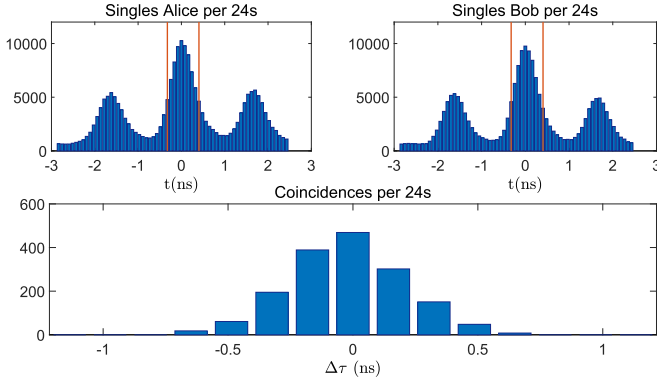 Singles Alice per 24s
Singles Bob per 24s
10000
5000
0
-3 -2 -1 0 1 2 3
t(ns)
10000
5000
0
-3 -2 -1 0 1 2 3
t(ns)
Coincidences per 24s
600
400
200
0
-1 -0.5 0 0.5 1
Δτ (ns)